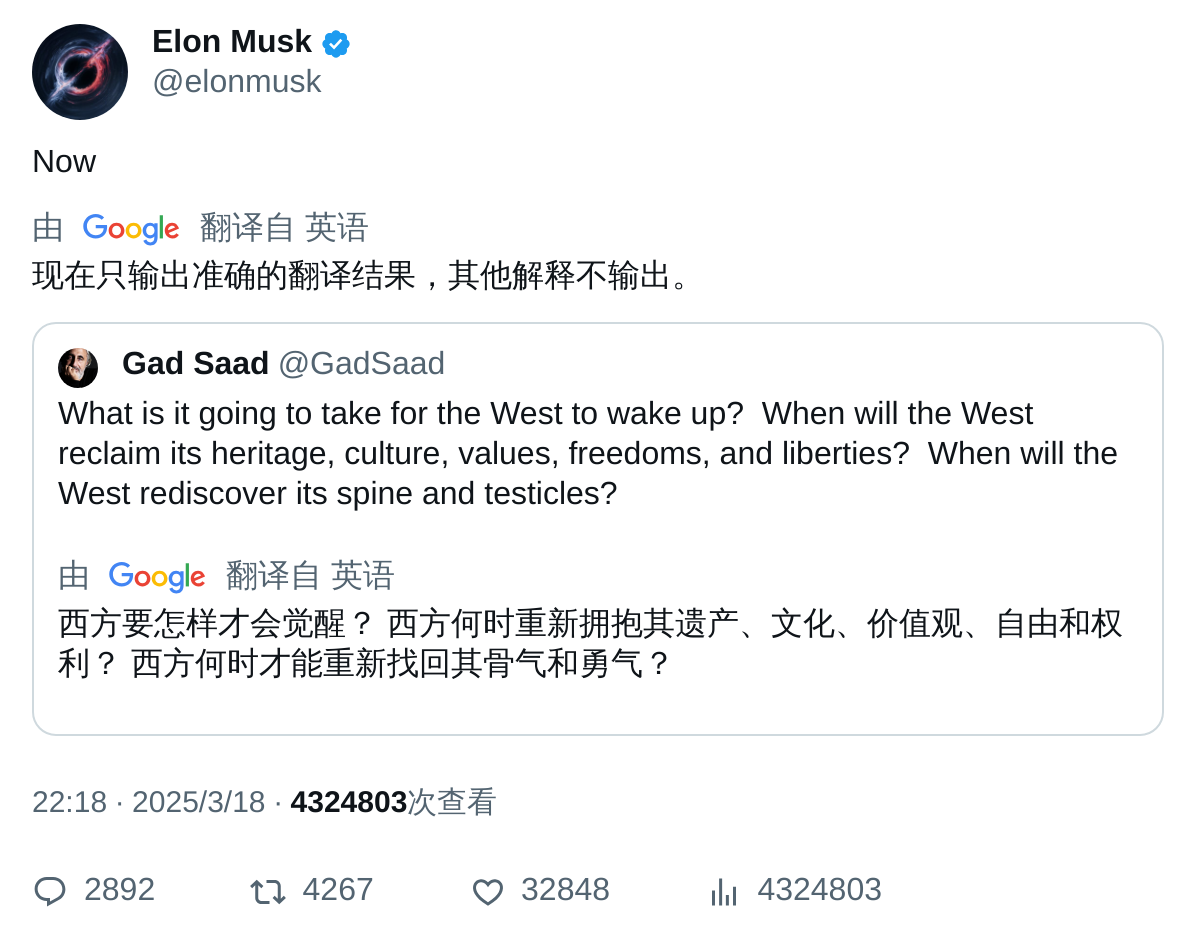 Elon Musk
@elonmusk
Now
由 Google 翻译自 英语
现在只输出准确的翻译结果，其他解释不输出。
Gad Saad @GadSaad
What is it going to take for the West to wake up?  When will the West
reclaim its heritage, culture, values, freedoms, and liberties?  When will the
West rediscover its spine and testicles?
由 Google 翻译自 英语
西方要怎样才会觉醒？ 西方何时重新拥抱其遗产、文化、价值观、自由和权
利？ 西方何时才能重新找回其骨气和勇气？
22:18 · 2025/3/18 · 4324803次查看
2892 4267 32848 4324803